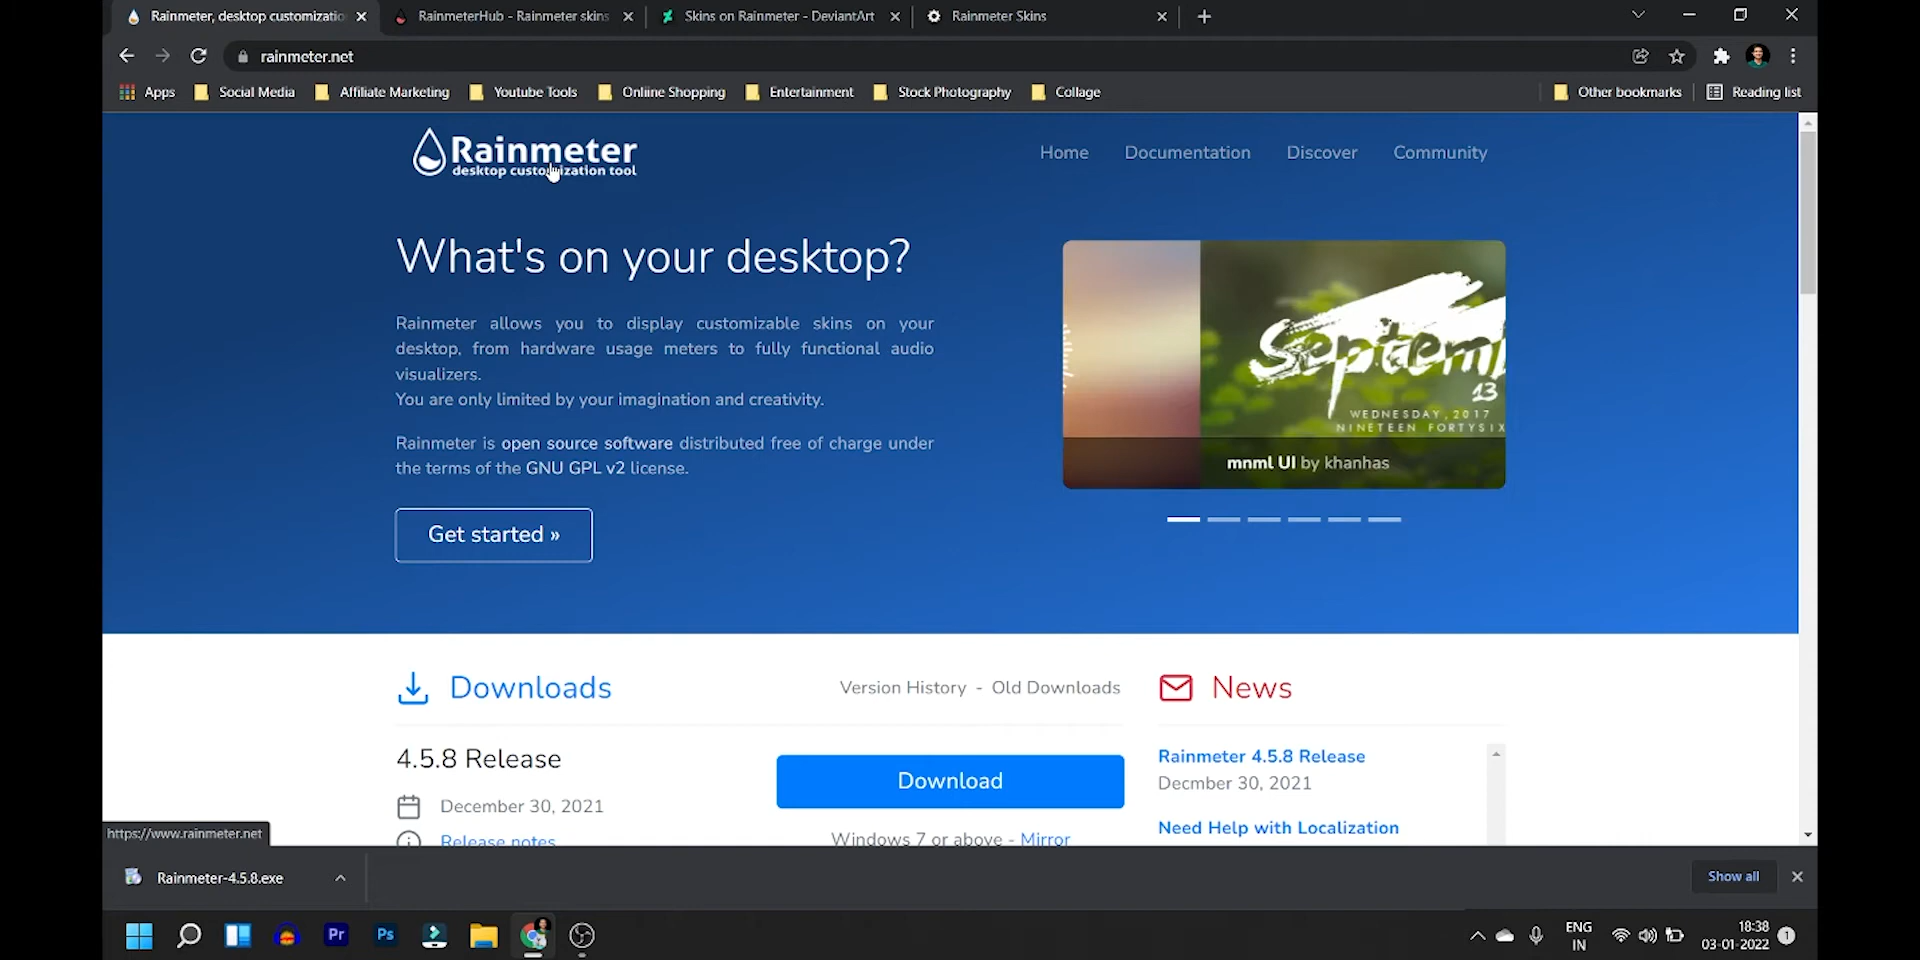 Rainmeter, desktop customizatio
RainmeterHub - Rainmeter skins
Skins on Rainmeter - DeviantArt
Rainmeter Skins
rainmeter.net
Apps
Social Media
Affiliate Marketing
Youtube Tools
Onliine Shopping
Entertainment
Stock Photography
Collage
Other bookmarks
Reading list
Rainmeter
desktop customization tool
Home
Documentation
Discover
Community
What's on your desktop?
Rainmeter allows you to display customizable skins on your
desktop, from hardware usage meters to fully functional audio
visualizers.
You are only limited by your imagination and creativity.
Rainmeter is open source software distributed free of charge under
the terms of the GNU GPL v2 license.
Get started »
Septem
13
WEDNESDAY, 2017
NINETEEN FORTYSIX
mnml UI by khanhas
Downloads
Version History - Old Downloads
News
4.5.8 Release
December 30, 2021
Release notes
Download
Windows 7 or above - Mirror
Rainmeter 4.5.8 Release
Decmber 30, 2021
Need Help with Localization
https://www.rainmeter.net
Rainmeter-4.5.8.exe
Show all
Pr
Ps
ENG
IN
18:38
03-01-2022
1